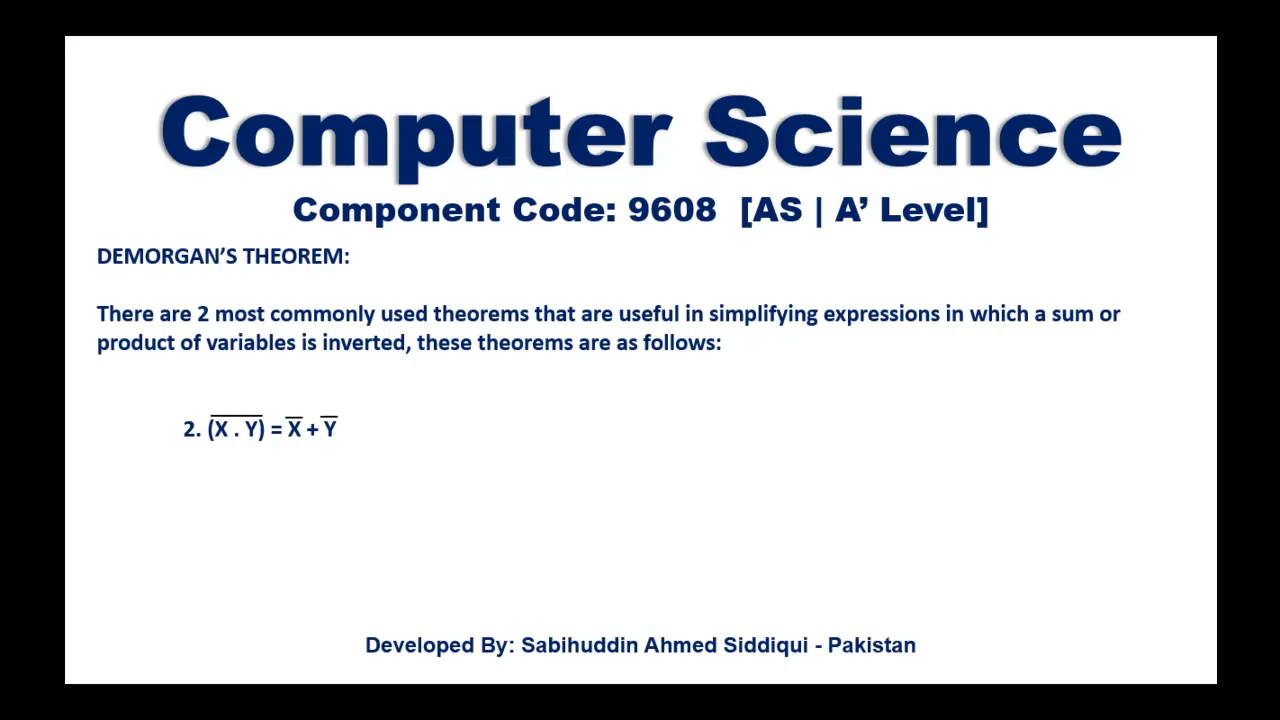 Computer Science
Component Code: 9608 [AS | A’ Level]
DEMORGAN’S THEOREM:
There are 2 most commonly used theorems that are useful in simplifying expressions in which a sum or
product of variables is inverted, these theorems are as follows:
2. (X̅ ̅.̅ ̅Y̅) = X̅ + Y̅
Developed By: Sabihuddin Ahmed Siddiqui - Pakistan